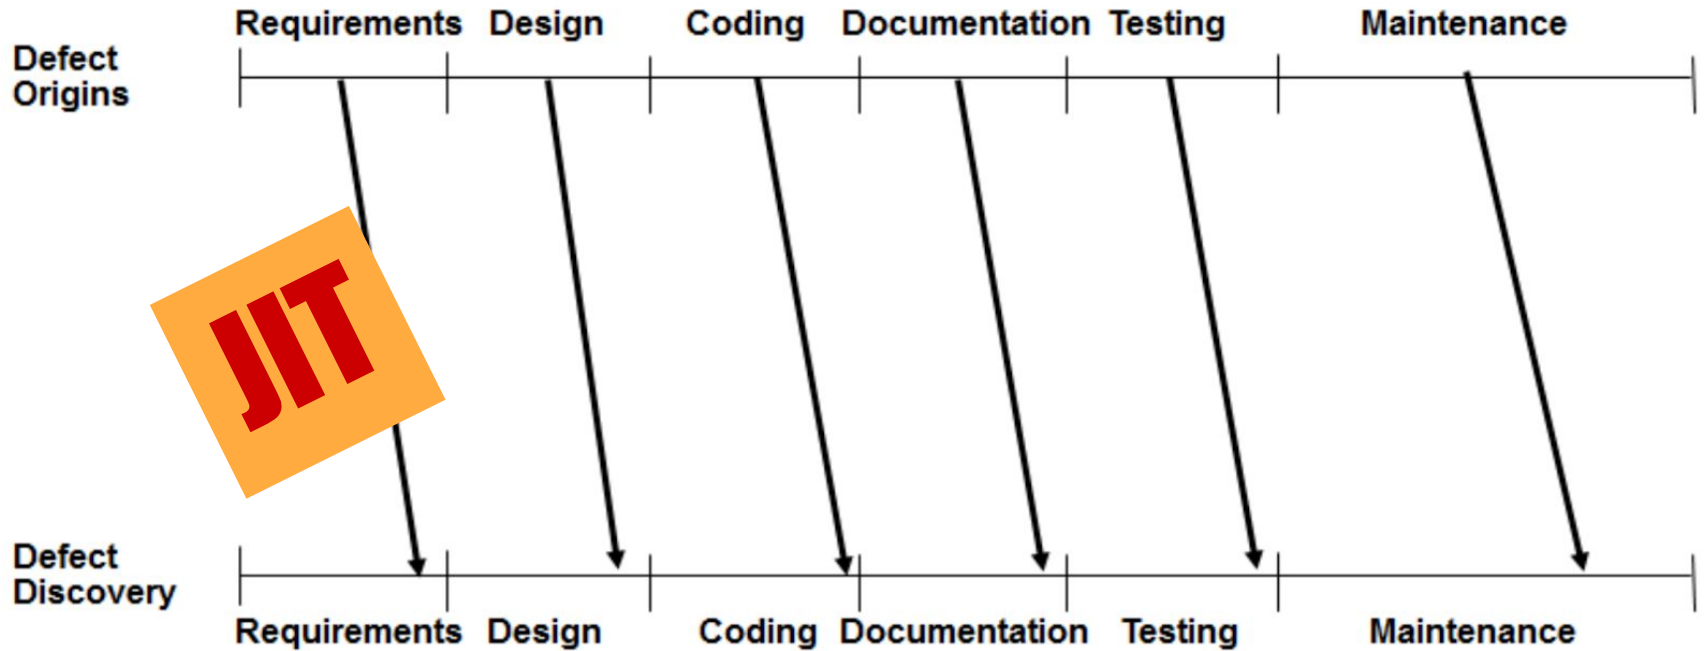 Requirements Design Coding Documentation Testing Maintenance
Defect
Origins
JIT
Defect
Discovery
Requirements Design Coding Documentation Testing Maintenance